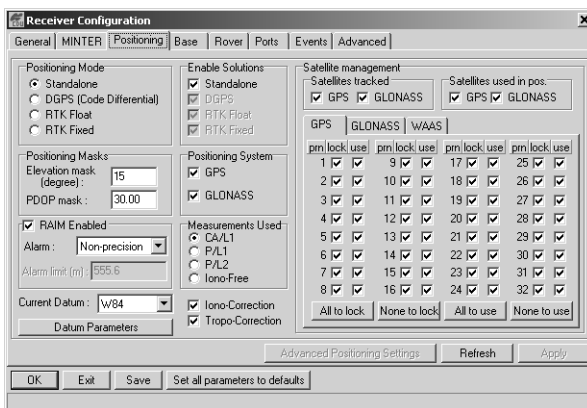 Receiver Configuration
General MINTER Positioning Base Rover Ports Events Advanced
Positioning Mode
Standalone
DGPS (Code Differential)
RTK Float
RTK Fixed
Enable Solutions
Standalone
DGPS
RTK Float
RTK Fixed
Satellite management
Satellites tracked
GPS GLONASS
Satellites used in pos.
GPS GLONASS
GPS GLONASS WAAS
prn lock use prn lock use prn lock use prn lock use
1 9 17 25
2 10 18 26
3 11 19 27
4 12 20 28
5 13 21 29
6 14 22 30
7 15 23 31
8 16 24 32
All to lock None to lock All to use None to use
Positioning Masks
Elevation mask (degree) : 15
PDOP mask : 30.00
Positioning System
GPS
GLONASS
RAIM Enabled
Alarm : Non-precision
Alarm limit (m) : 555.6
Measurements Used
CA/L1
P/L1
P/L2
Iono-Free
Current Datum : W84
Datum Parameters
Iono-Correction
Tropo-Correction
Advanced Positioning Settings Refresh Apply
OK Exit Save Set all parameters to defaults